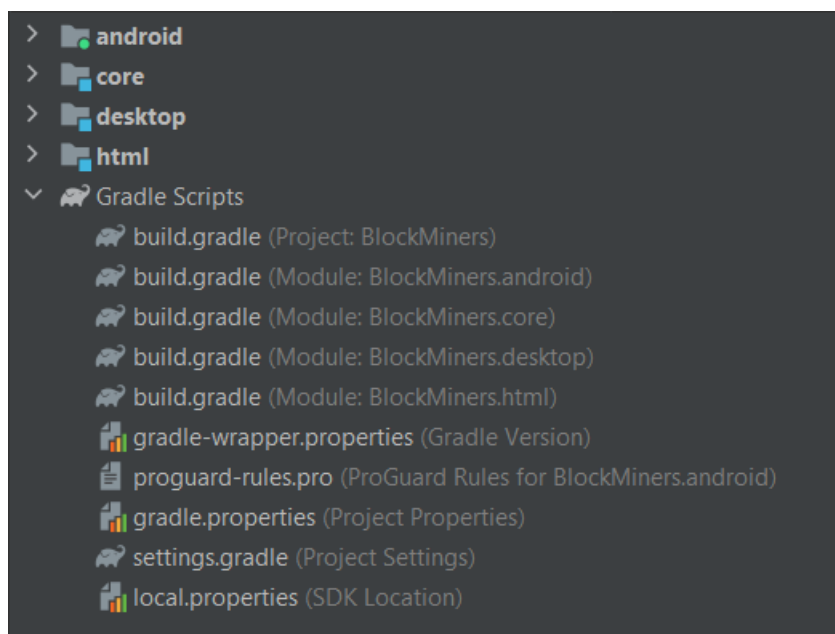 android
core
desktop
html
Gradle Scripts
build.gradle (Project: BlockMiners)
build.gradle (Module: BlockMiners.android)
build.gradle (Module: BlockMiners.core)
build.gradle (Module: BlockMiners.desktop)
build.gradle (Module: BlockMiners.html)
gradle-wrapper.properties (Gradle Version)
proguard-rules.pro (ProGuard Rules for BlockMiners.android)
gradle.properties (Project Properties)
settings.gradle (Project Settings)
local.properties (SDK Location)